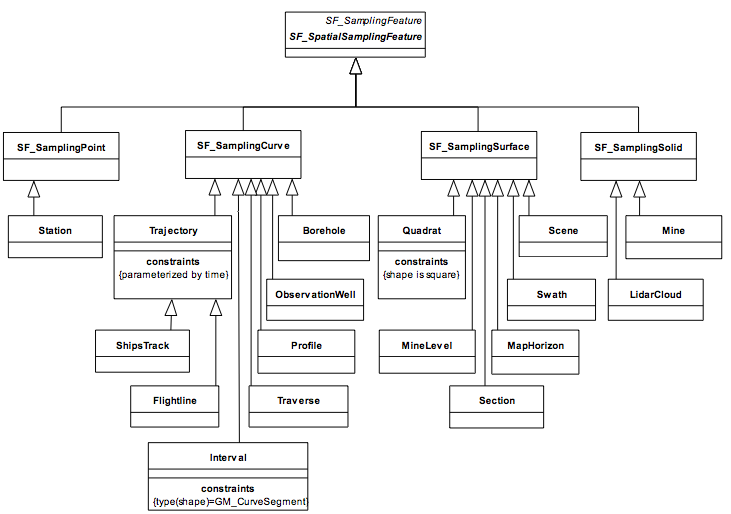 SF_SamplingFeature
SF_SpatialSamplingFeature
SF_SamplingPoint
SF_SamplingCurve
SF_SamplingSurface
SF_SamplingSolid
Station
Trajectory
constraints
{parameterized by time}
Borehole
Quadrat
constraints
{shape is square}
Scene
Mine
ObservationWell
Swath
LidarCloud
ShipsTrack
Profile
MineLevel
MapHorizon
Flightline
Traverse
Section
Interval
constraints
{type(shape)=GM_CurveSegment}